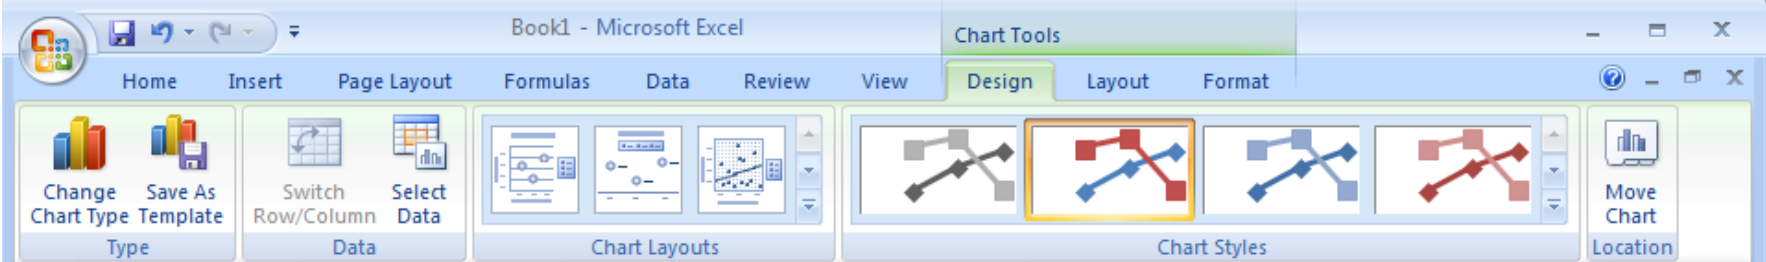 Book1 - Microsoft Excel
Chart Tools
Home Insert Page Layout Formulas Data Review View Design Layout Format
Change Chart Type
Save As Template
Switch Row/Column
Select Data
Move Chart
Type Data Chart Layouts Chart Styles Location